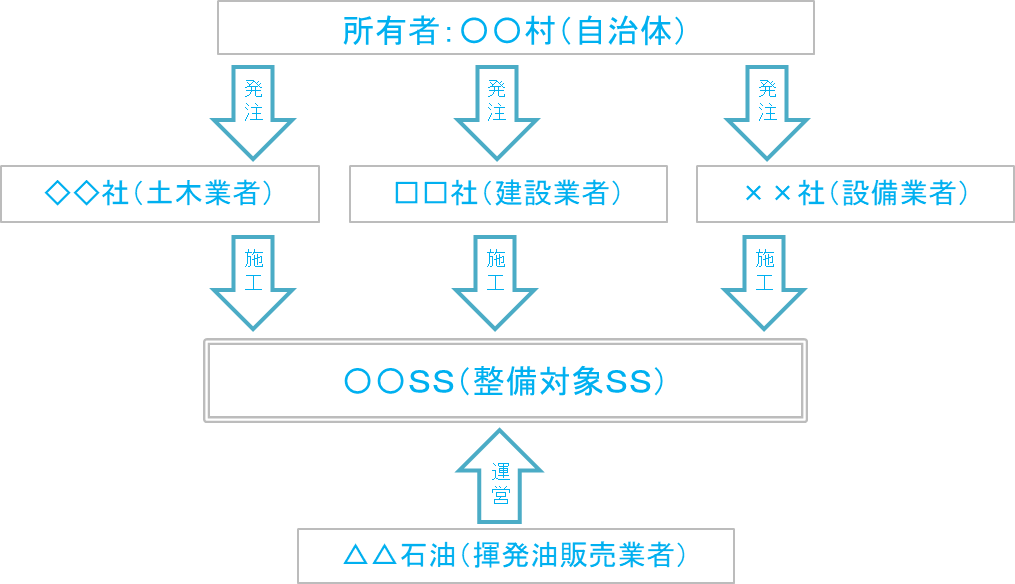 所有者：〇〇村（自治体）
発注
発注
発注
◇◇社（土木業者）
□□社（建設業者）
××社（設備業者）
施工
施工
施工
〇〇ＳＳ（整備対象ＳＳ）
運営
△△石油（揮発油販売業者）